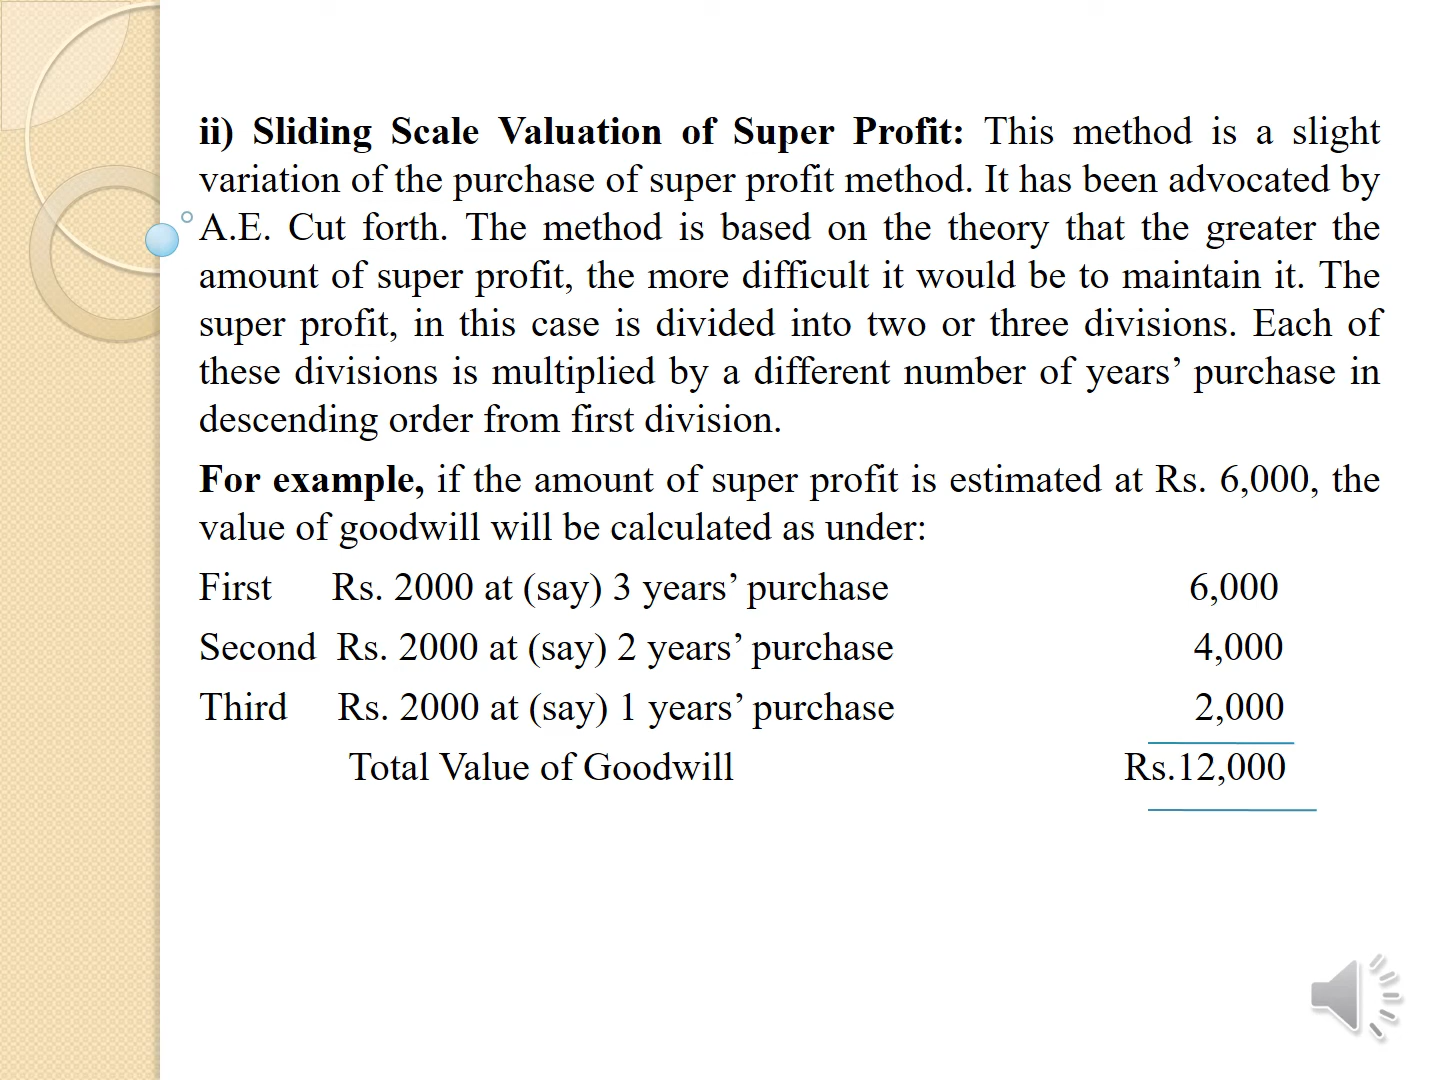 ii) Sliding Scale Valuation of Super Profit: This method is a slight
variation of the purchase of super profit method. It has been advocated by
A.E. Cut forth. The method is based on the theory that the greater the
amount of super profit, the more difficult it would be to maintain it. The
super profit, in this case is divided into two or three divisions. Each of
these divisions is multiplied by a different number of years’ purchase in
descending order from first division.
For example, if the amount of super profit is estimated at Rs. 6,000, the
value of goodwill will be calculated as under:
First Rs. 2000 at (say) 3 years’ purchase 6,000
Second Rs. 2000 at (say) 2 years’ purchase 4,000
Third Rs. 2000 at (say) 1 years’ purchase 2,000
Total Value of Goodwill Rs.12,000